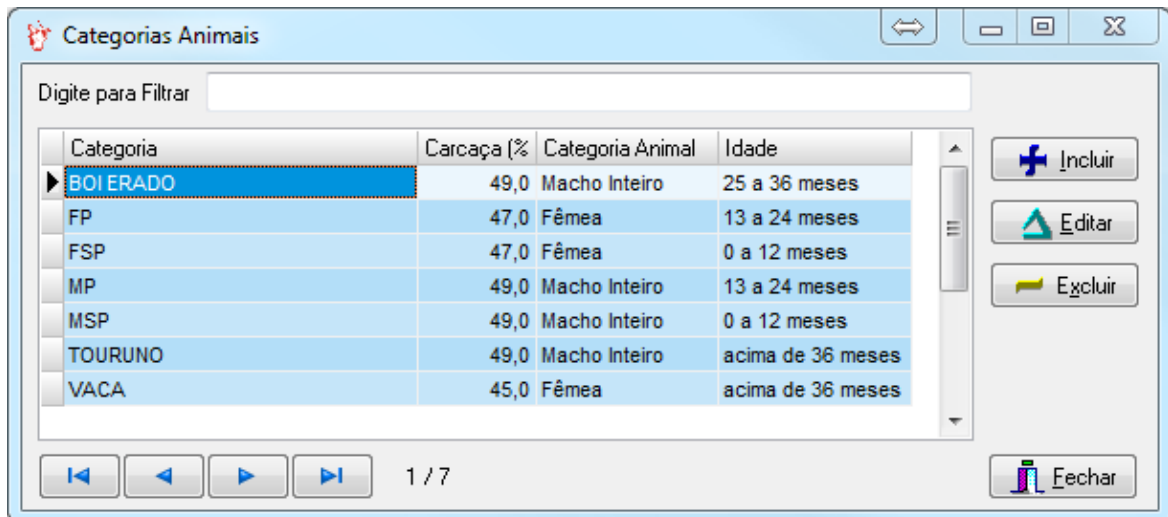 Categorias Animais
Digite para Filtrar
Categoria Carcaça (% Categoria Animal Idade
BOI ERADO 49,0 Macho Inteiro 25 a 36 meses
FP 47,0 Fêmea 13 a 24 meses
FSP 47,0 Fêmea 0 a 12 meses
MP 49,0 Macho Inteiro 13 a 24 meses
MSP 49,0 Macho Inteiro 0 a 12 meses
TOURUNO 49,0 Macho Inteiro acima de 36 meses
VACA 45,0 Fêmea acima de 36 meses
Incluir
Editar
Excluir
1 / 7
Fechar